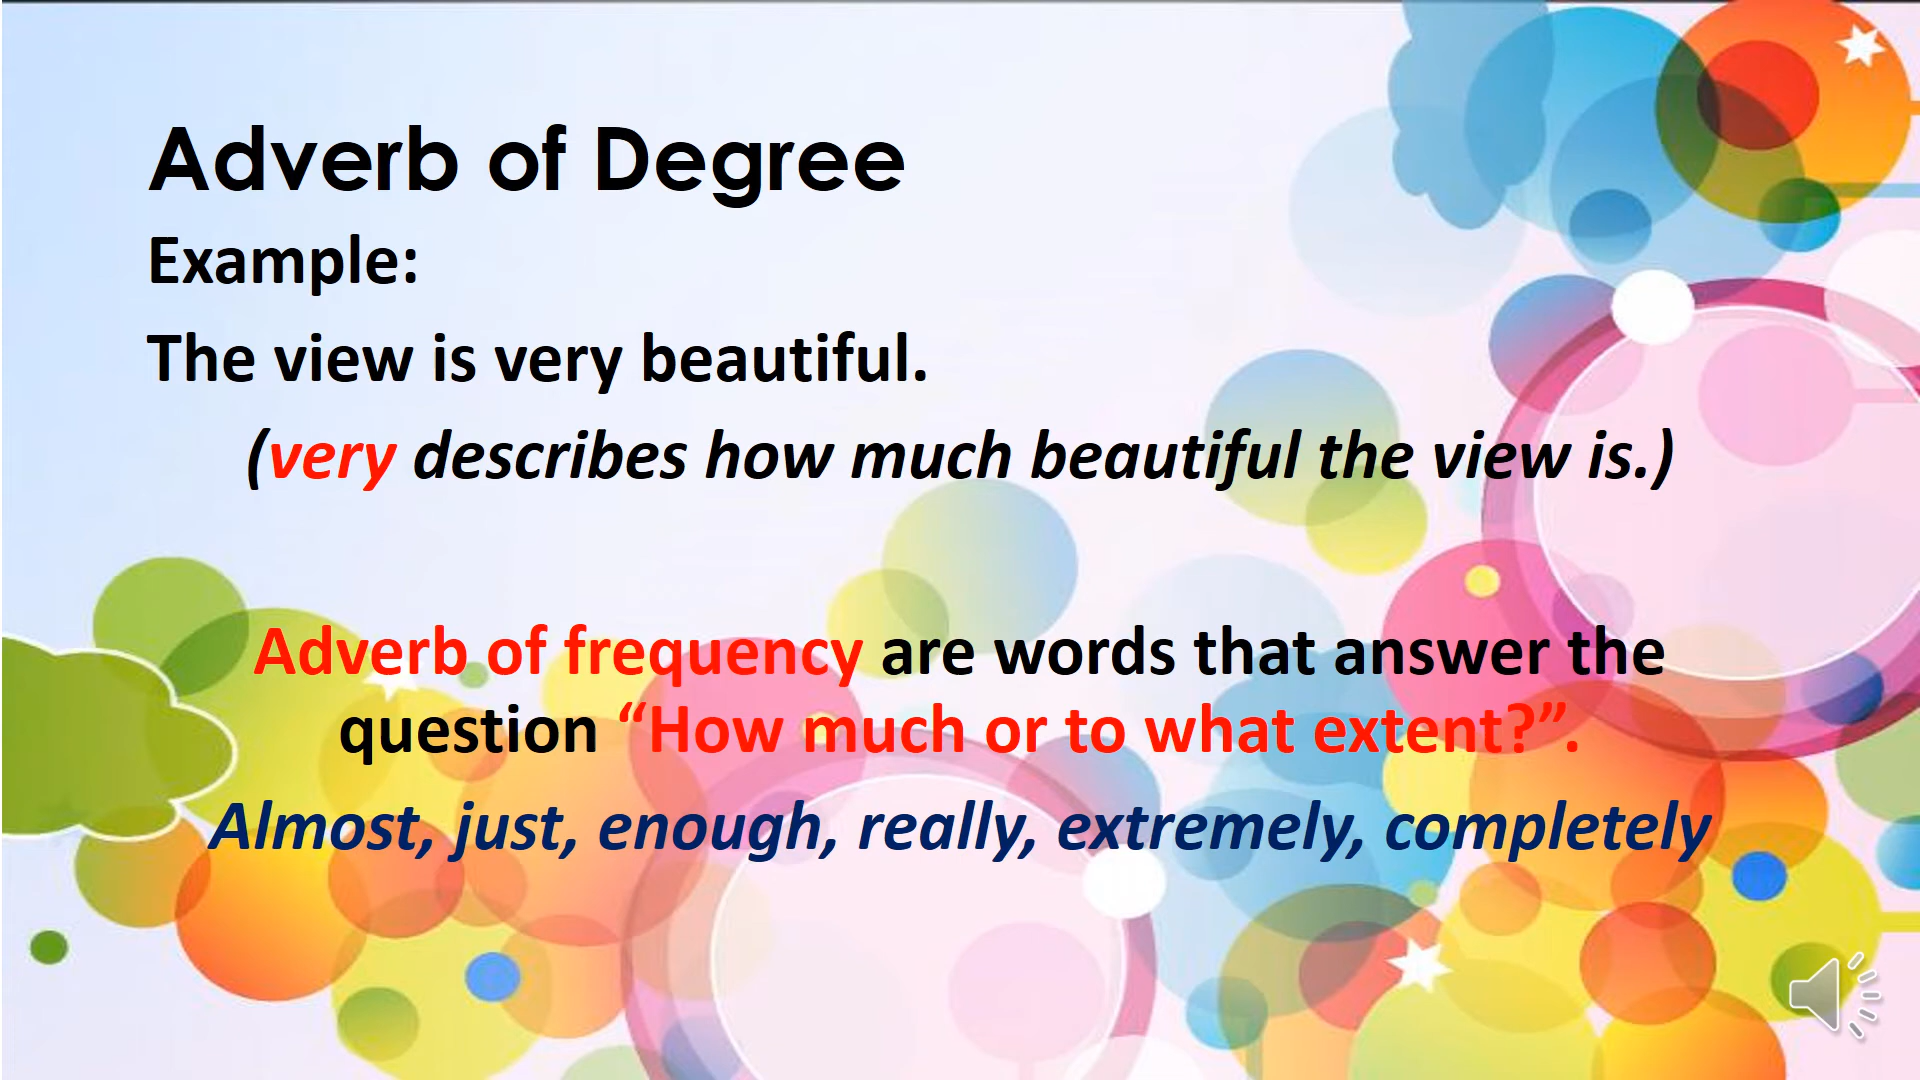 Adverb of Degree
Example:
The view is very beautiful.
(very describes how much beautiful the view is.)
Adverb of frequency are words that answer the
question “How much or to what extent?”.
Almost, just, enough, really, extremely, completely